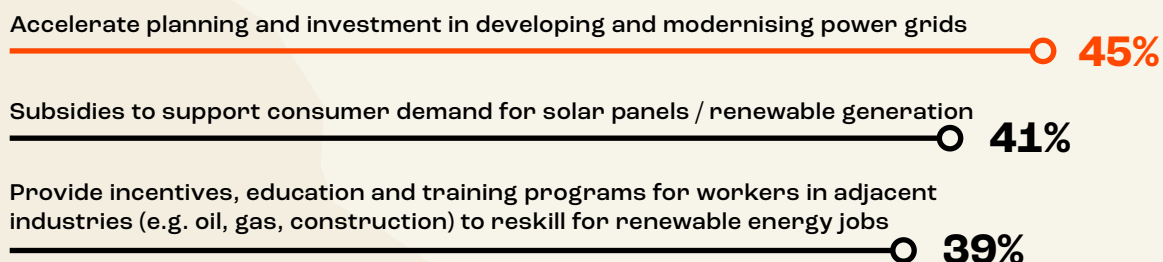 Accelerate planning and investment in developing and modernising power grids
45%
Subsidies to support consumer demand for solar panels / renewable generation
41%
Provide incentives, education and training programs for workers in adjacent
industries (e.g. oil, gas, construction) to reskill for renewable energy jobs
39%